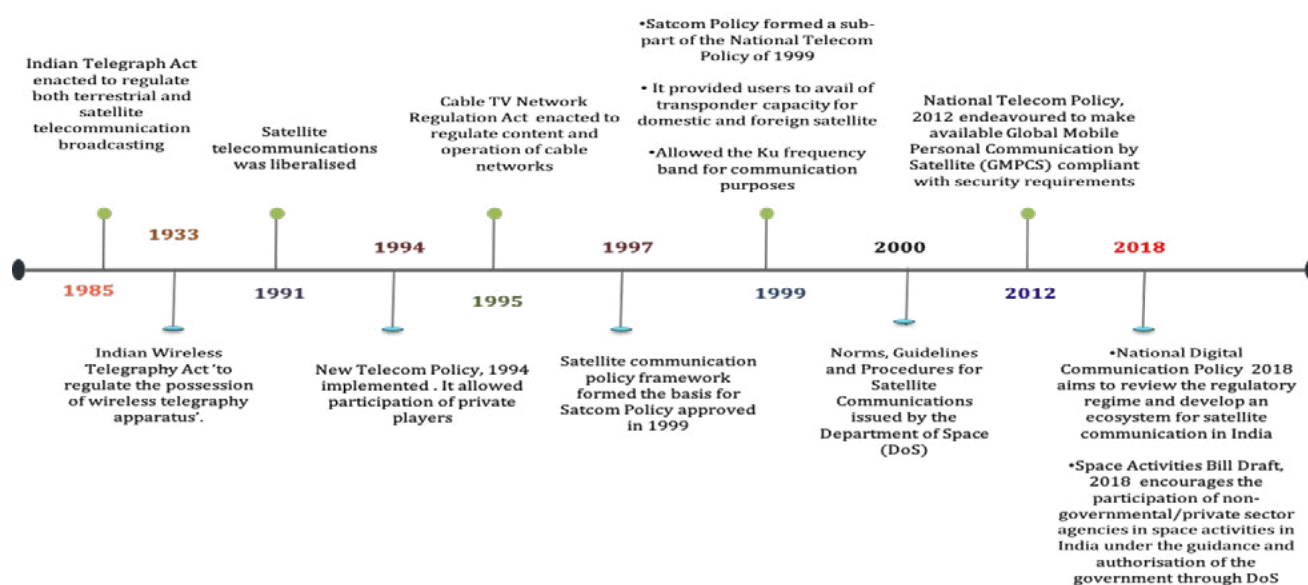 Indian Telegraph Act
enacted to regulate
both terrestrial and
satellite
telecommunication
broadcasting
1985
1933
Indian Wireless
Telegraphy Act 'to
regulate the possession
of wireless telegraphy
apparatus'.
Satellite
telecommunications
was liberalised
1991
1994
New Telecom Policy, 1994
implemented . It allowed
participation of private
players
Cable TV Network
Regulation Act enacted to
regulate content and
operation of cable
networks
1995
1997
Satellite communication
policy framework
formed the basis for
Satcom Policy approved
in 1999
•Satcom Policy formed a sub-
part of the National Telecom
Policy of 1999
• It provided users to avail of
transponder capacity for
domestic and foreign satellite
•Allowed the Ku frequency
band for communication
purposes
1999
2000
Norms, Guidelines
and Procedures for
Satellite
Communications
issued by the
Department of Space
(DoS)
National Telecom Policy,
2012 endeavoured to make
available Global Mobile
Personal Communication by
Satellite (GMPCS) compliant
with security requirements
2012
2018
•National Digital
Communication Policy 2018
aims to review the regulatory
regime and develop an
ecosystem for satellite
communication in India
•Space Activities Bill Draft,
2018 encourages the
participation of non-
governmental/private sector
agencies in space activities in
India under the guidance and
authorisation of the
government through DoS